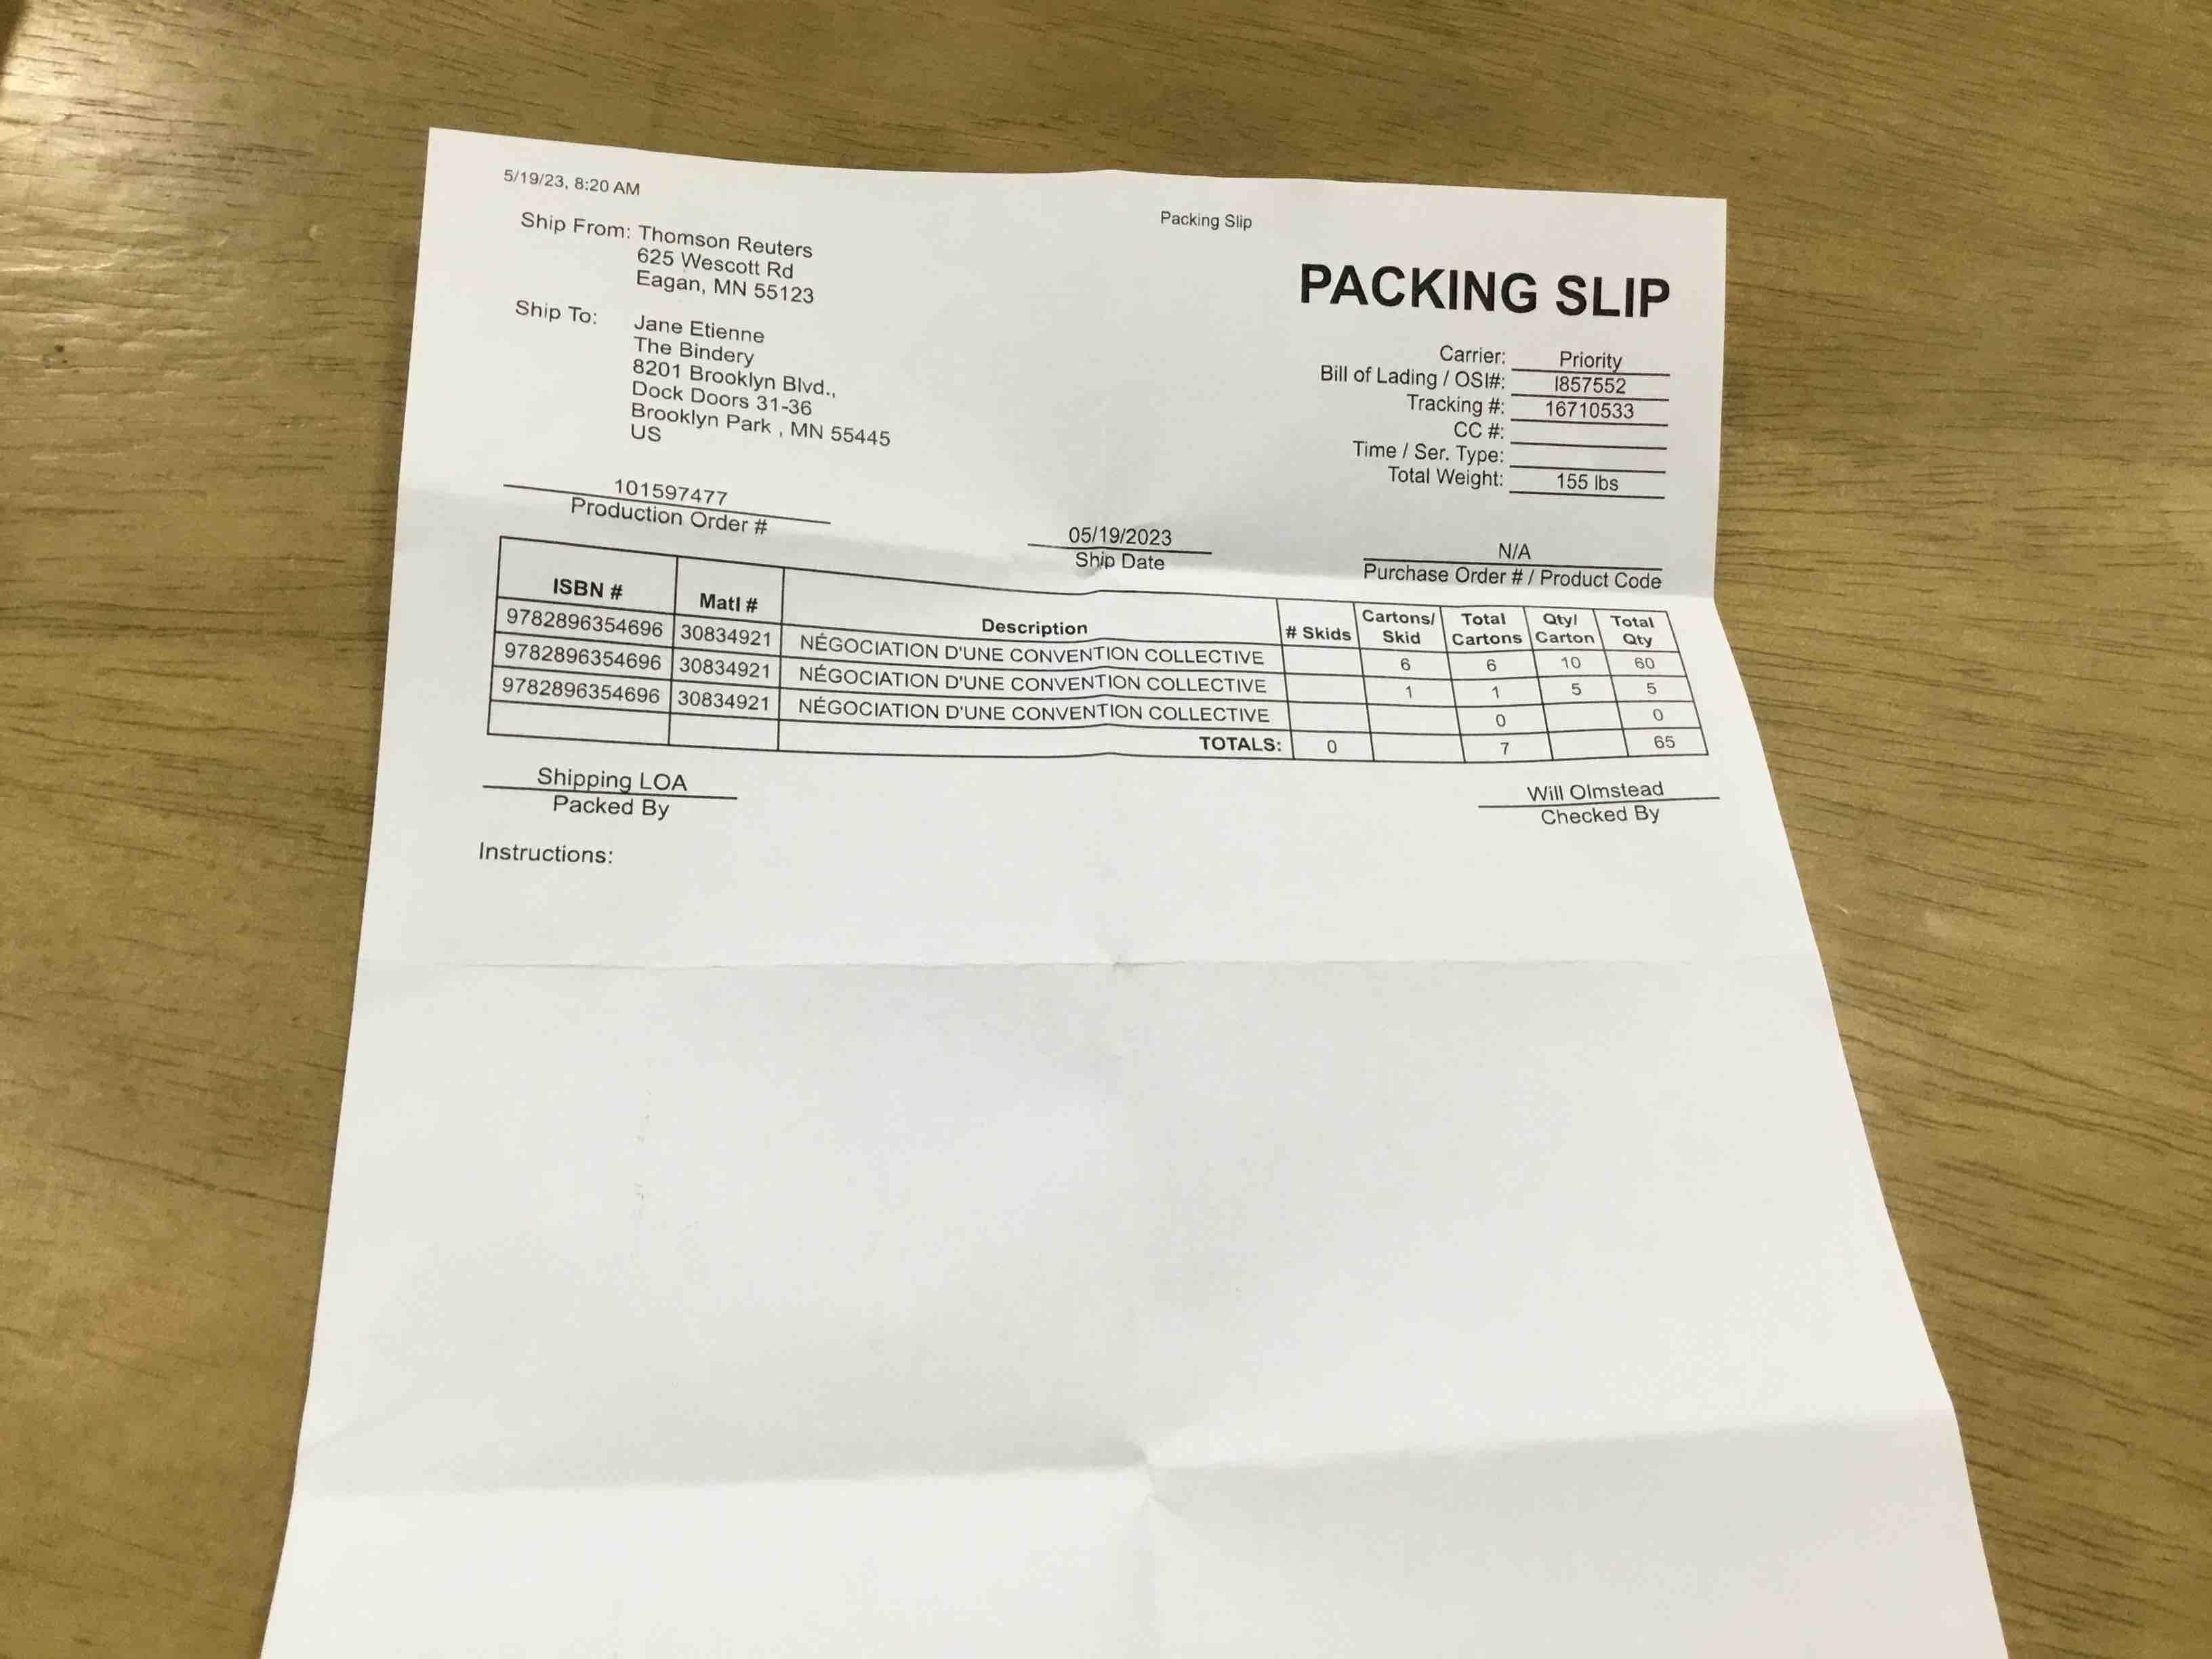 5/19/23, 8:20 AM
Packing Slip
Ship From: Thomson Reuters
625 Wescott Rd
Eagan, MN 55123
Ship To: Jane Etienne
The Bindery
8201 Brooklyn Blvd.,
Dock Doors 31-36
Brooklyn Park , MN 55445
US
PACKING SLIP
Carrier: Priority
Bill of Lading / OSI#: I857552
Tracking #: 16710533
CC #:
Time / Ser. Type:
Total Weight: 155 lbs
101597477
Production Order #
05/19/2023
Ship Date
N/A
Purchase Order # / Product Code
ISBN # Matl # Description # Skids Cartons/ Skid Total Cartons Qty/ Carton Total Qty
9782896354696 30834921 NÉGOCIATION D'UNE CONVENTION COLLECTIVE 6 6 10 60
9782896354696 30834921 NÉGOCIATION D'UNE CONVENTION COLLECTIVE 1 1 5 5
9782896354696 30834921 NÉGOCIATION D'UNE CONVENTION COLLECTIVE 0 0
TOTALS: 0 7 65
Shipping LOA
Packed By
Will Olmstead
Checked By
Instructions: